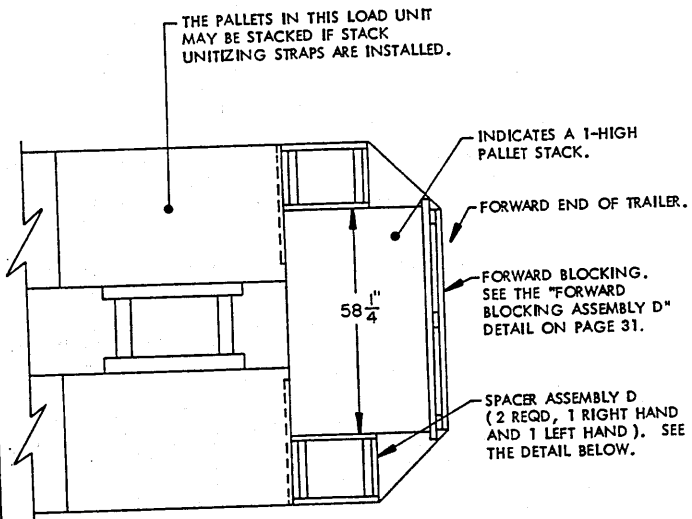 THE PALLETS IN THIS LOAD UNIT
MAY BE STACKED IF STACK
UNITIZING STRAPS ARE INSTALLED.
INDICATES A 1-HIGH
PALLET STACK.
FORWARD END OF TRAILER.
FORWARD BLOCKING.
SEE THE "FORWARD
BLOCKING ASSEMBLY D"
DETAIL ON PAGE 31.
58 1/4"
SPACER ASSEMBLY D
(2 REQD, 1 RIGHT HAND
AND 1 LEFT HAND). SEE
THE DETAIL BELOW.